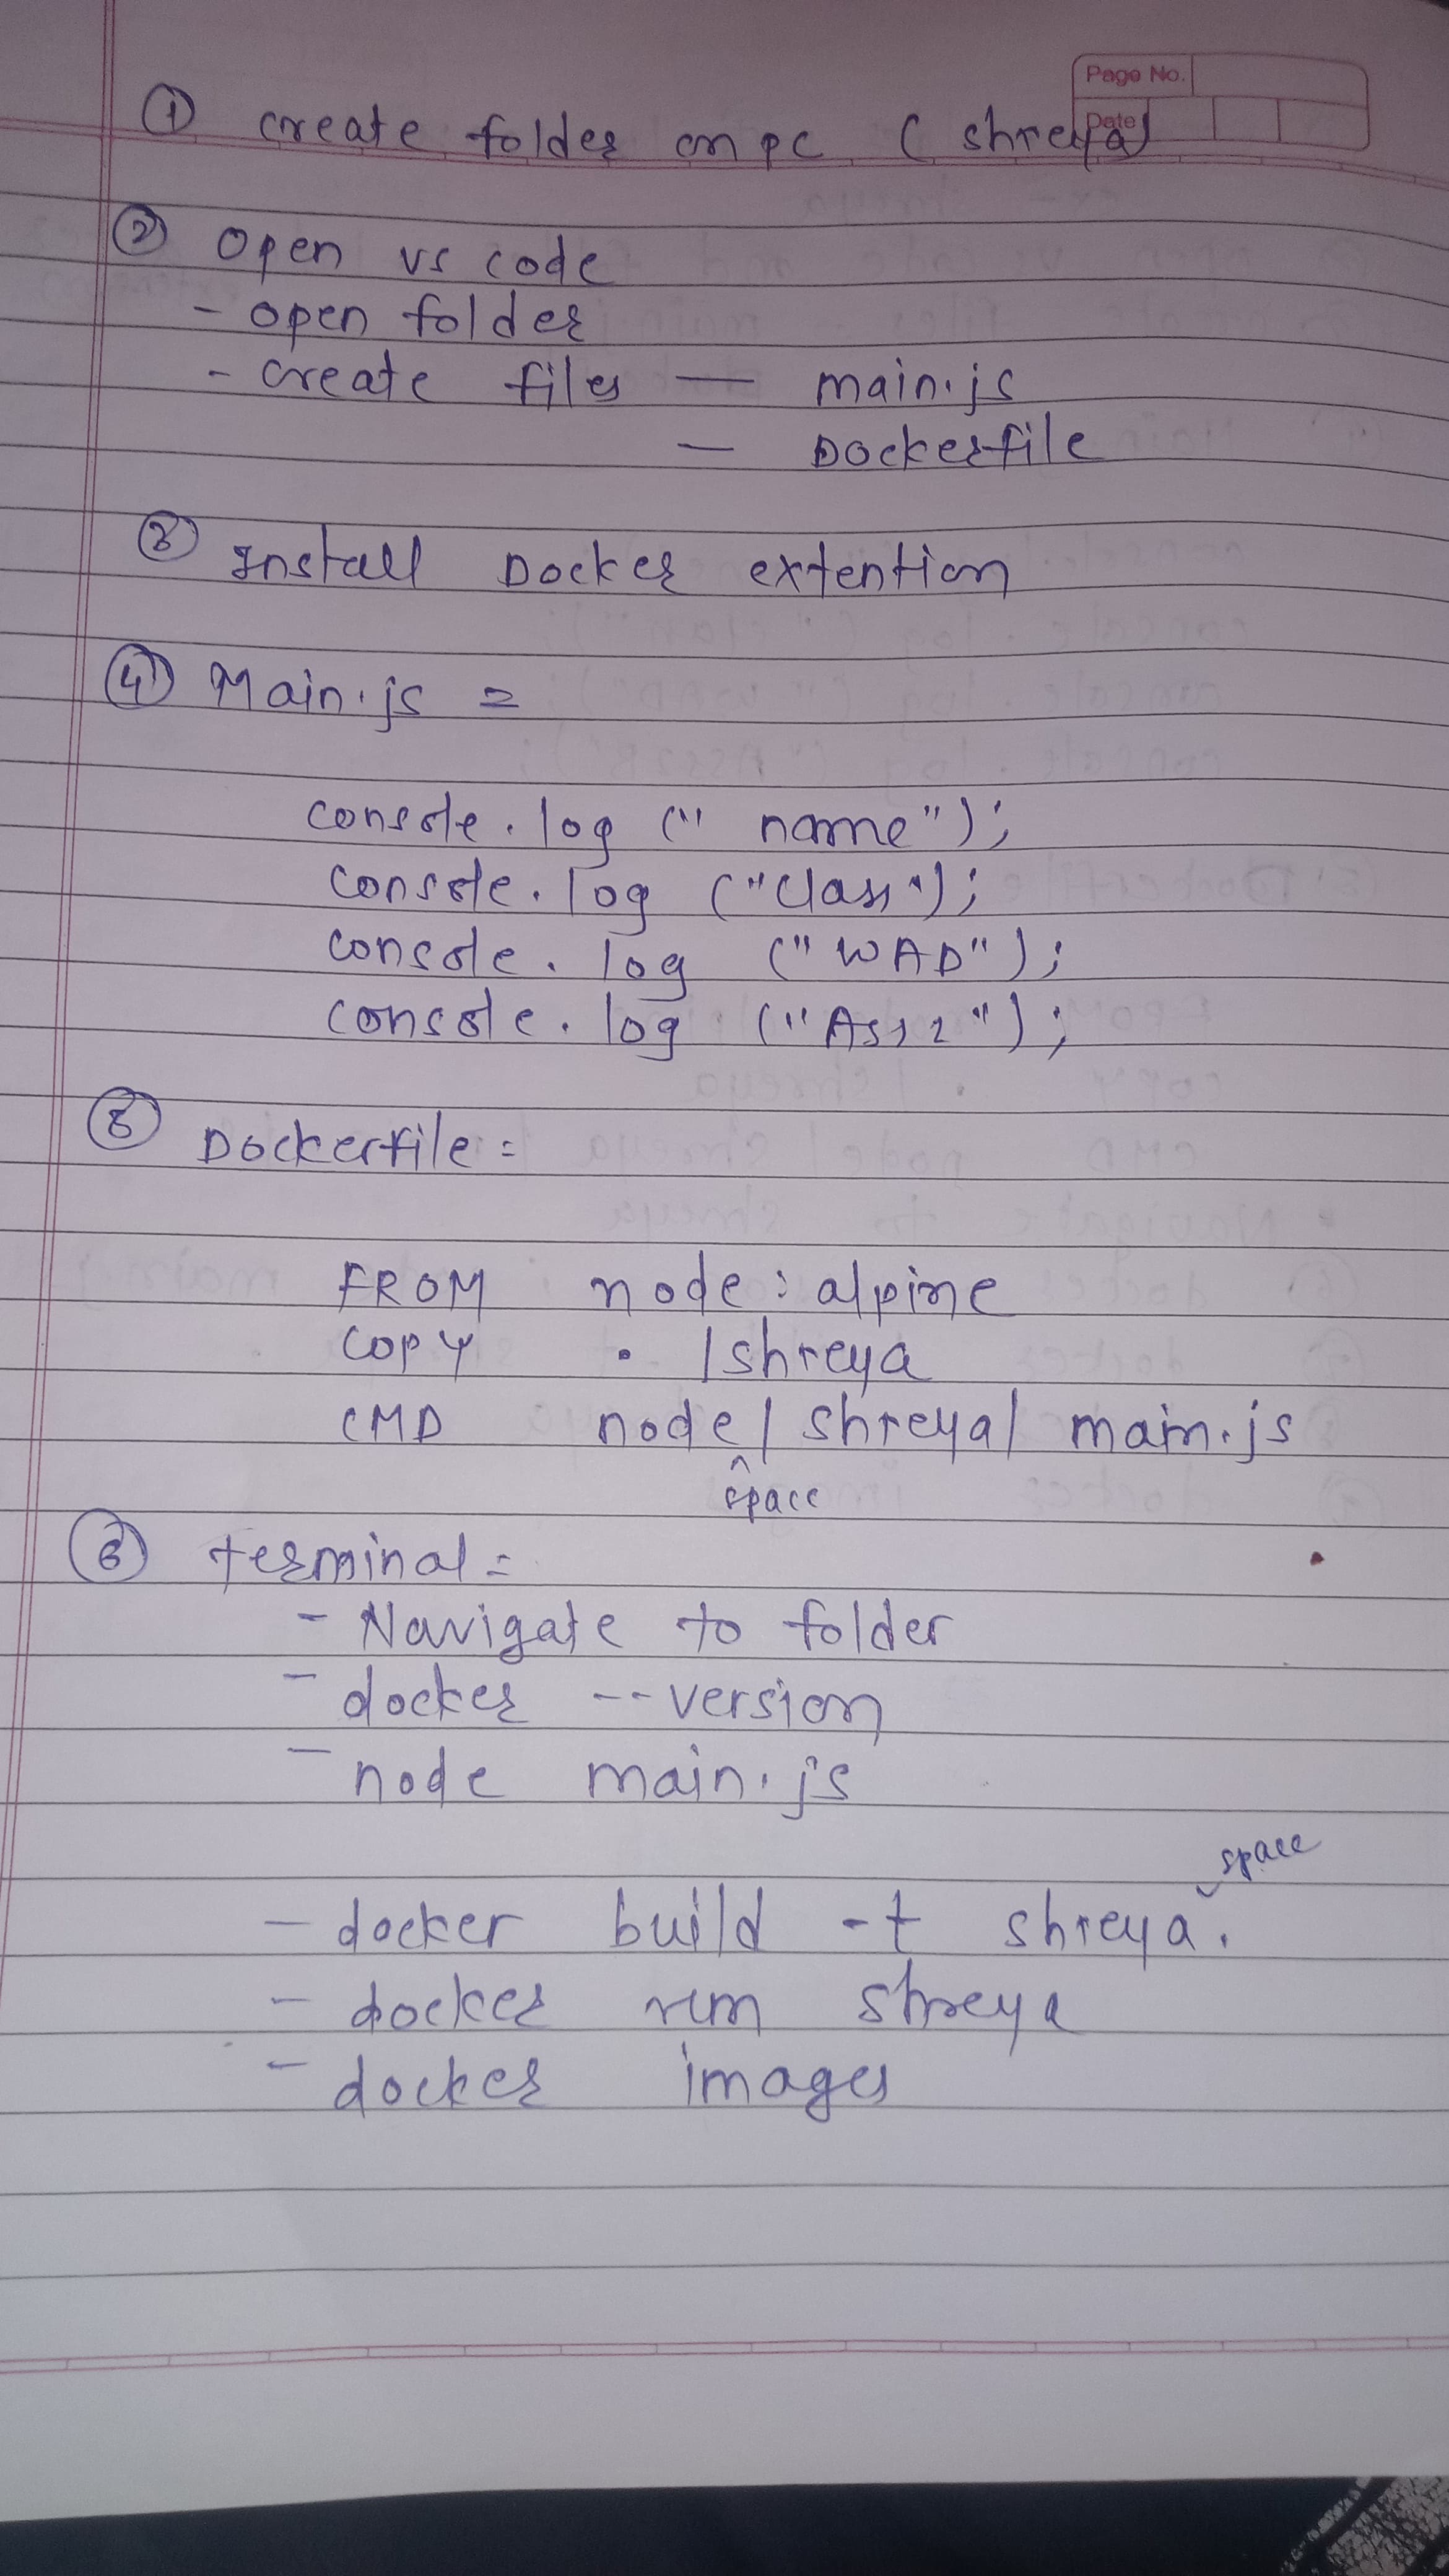 Page No.
Date
① create folder on pc (shreya)
② Open vs code
- open folder
- create files — main.js
— Dockerfile
③ Install Docker extention
④ Main.js =
console.log (" name");
console.log ("Class");
console.log ("WAD");
console.log ("Ass2");
⑤ Dockerfile =
FROM node:alpine
COPY . /shreya
CMD node/shreya/main.js
^
space
⑥ terminal =
- Navigate to folder
- docker --version
- node main.js
space
- docker build -t shreya.
- docker run shreya
- docker images